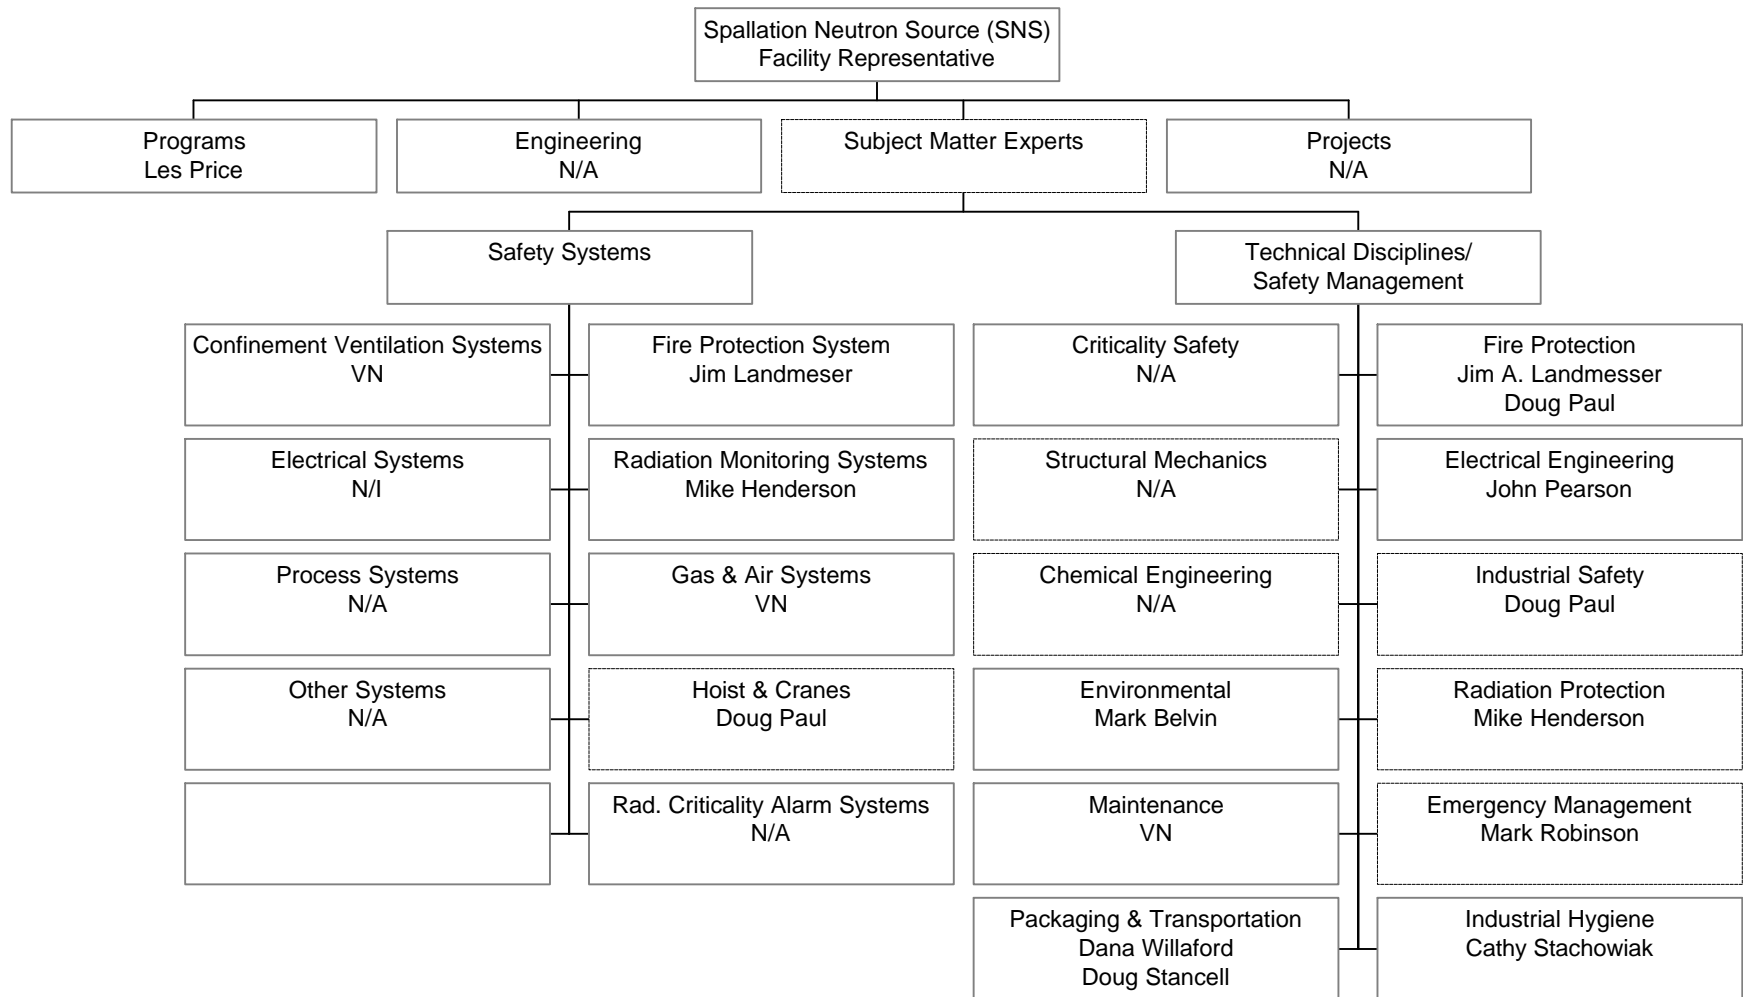 Spallation Neutron Source (SNS)
Facility Representative
Programs
Les Price
Engineering
N/A
Subject Matter Experts
Projects
N/A
Safety Systems
Technical Disciplines/
Safety Management
Confinement Ventilation Systems
VN
Fire Protection System
Jim Landmeser
Criticality Safety
N/A
Fire Protection
Jim A. Landmesser
Doug Paul
Electrical Systems
N/I
Radiation Monitoring Systems
Mike Henderson
Structural Mechanics
N/A
Electrical Engineering
John Pearson
Process Systems
N/A
Gas & Air Systems
VN
Chemical Engineering
N/A
Industrial Safety
Doug Paul
Other Systems
N/A
Hoist & Cranes
Doug Paul
Environmental
Mark Belvin
Radiation Protection
Mike Henderson
Rad. Criticality Alarm Systems
N/A
Maintenance
VN
Emergency Management
Mark Robinson
Packaging & Transportation
Dana Willaford
Doug Stancell
Industrial Hygiene
Cathy Stachowiak